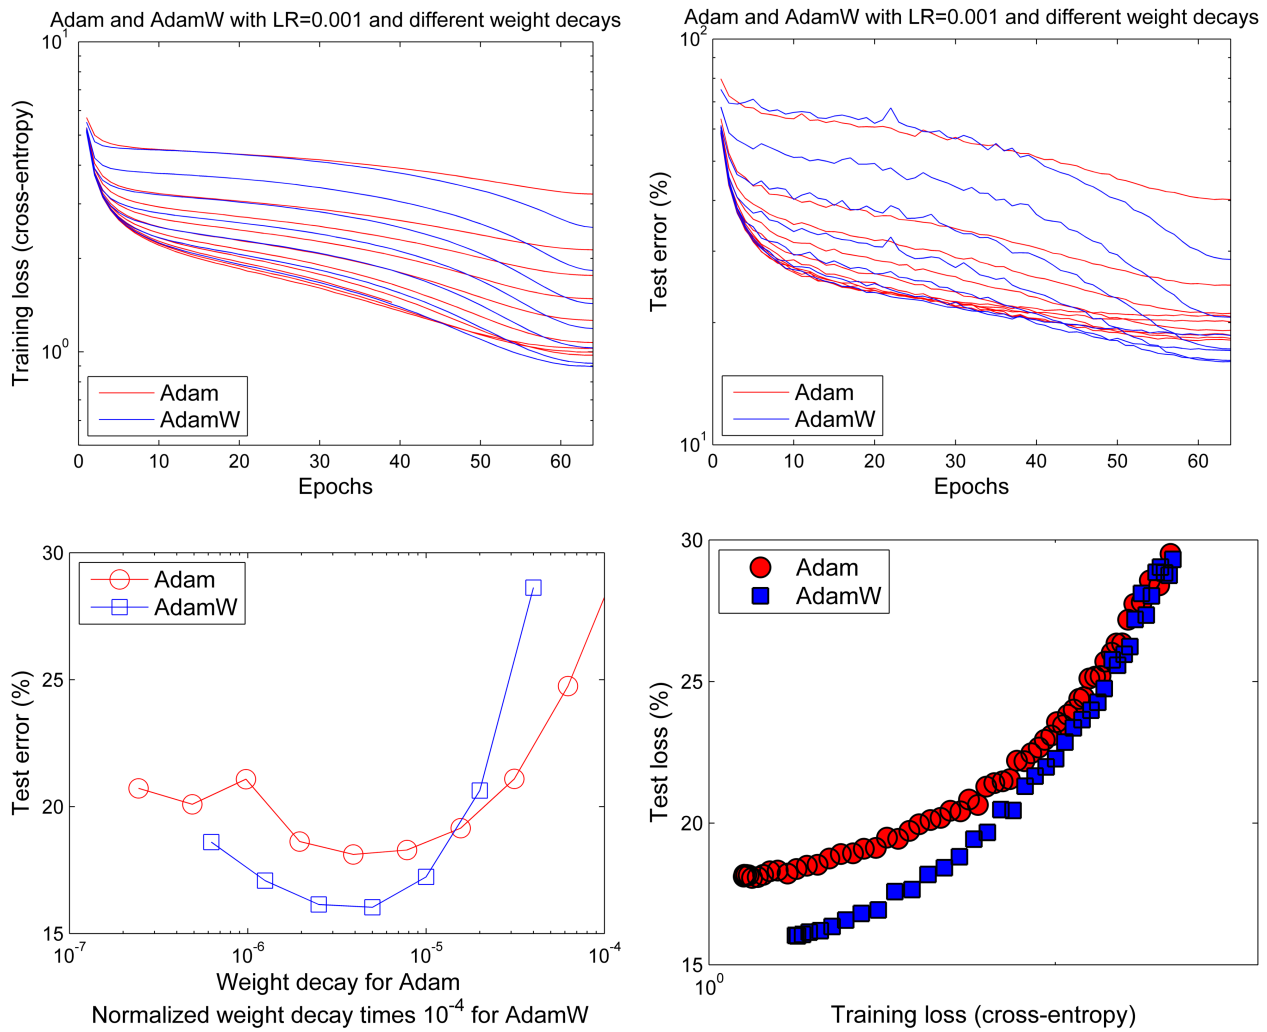 Adam and AdamW with LR=0.001 and different weight decays
10^1
10^0
Training loss (cross-entropy)
Adam
AdamW
0 10 20 30 40 50 60
Epochs
Adam and AdamW with LR=0.001 and different weight decays
10^2
10^1
Test error (%)
Adam
AdamW
0 10 20 30 40 50 60
Epochs
30
25
20
15
Test error (%)
Adam
AdamW
10^-7 10^-6 10^-5 10^-4
Weight decay for Adam
Normalized weight decay times 10^-4 for AdamW
30
25
20
15
Test loss (%)
Adam
AdamW
10^0
Training loss (cross-entropy)